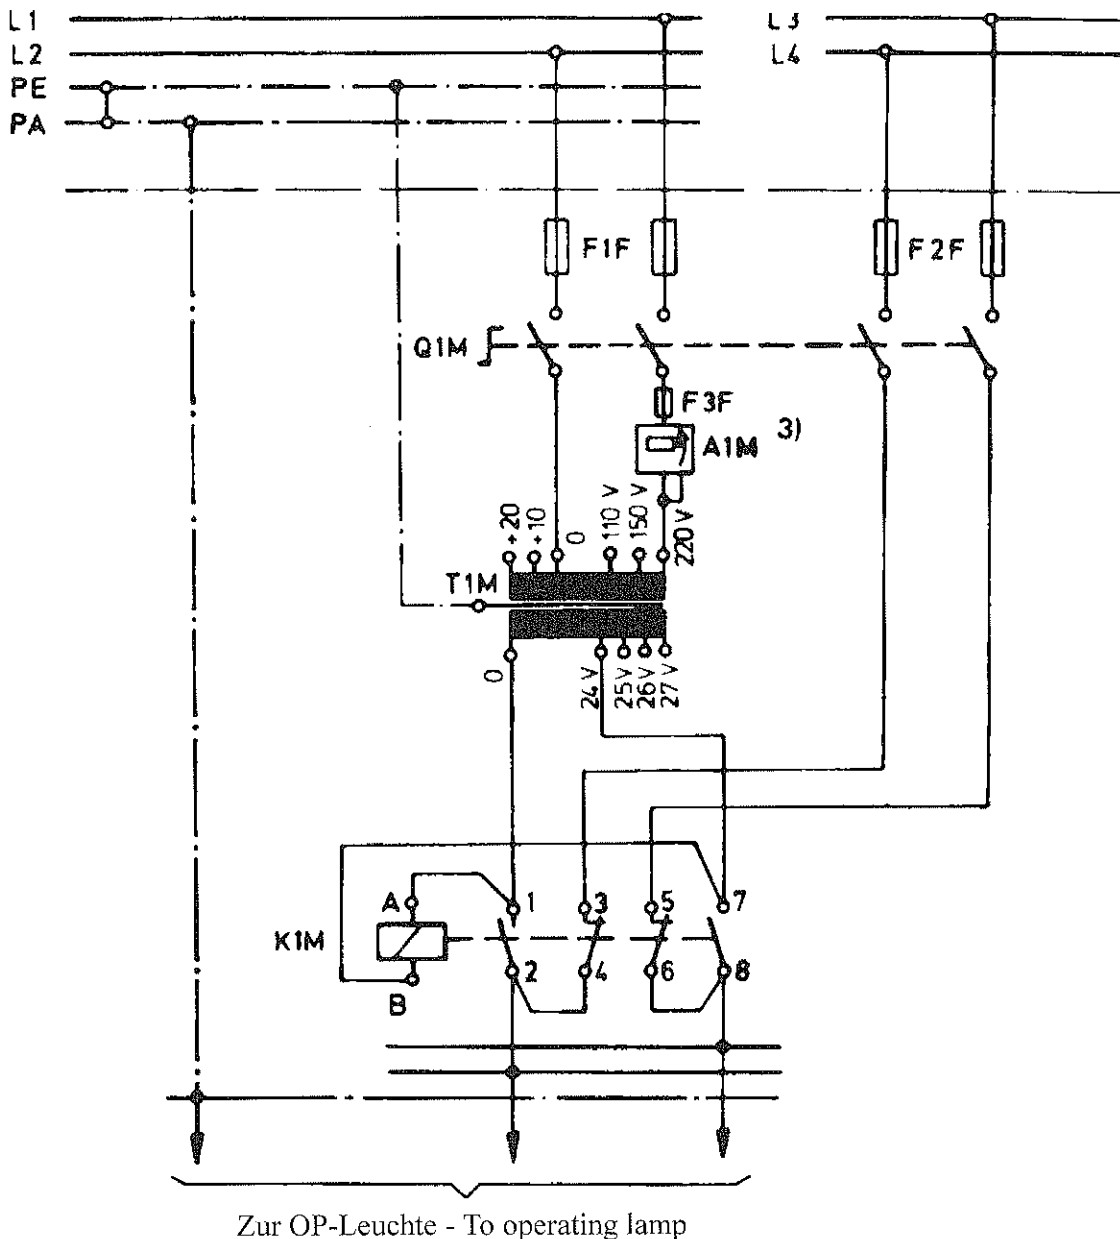 L1
L3
L2
L4
PE
PA
F1F
F2F
Q1M
F3F
3)
A1M
+20
+10
0
110 V
150 V
220 V
T1M
0
24 V
25 V
26 V
27 V
A
1
3
5
7
K1M
2
4
6
8
B
Zur OP-Leuchte - To operating lamp